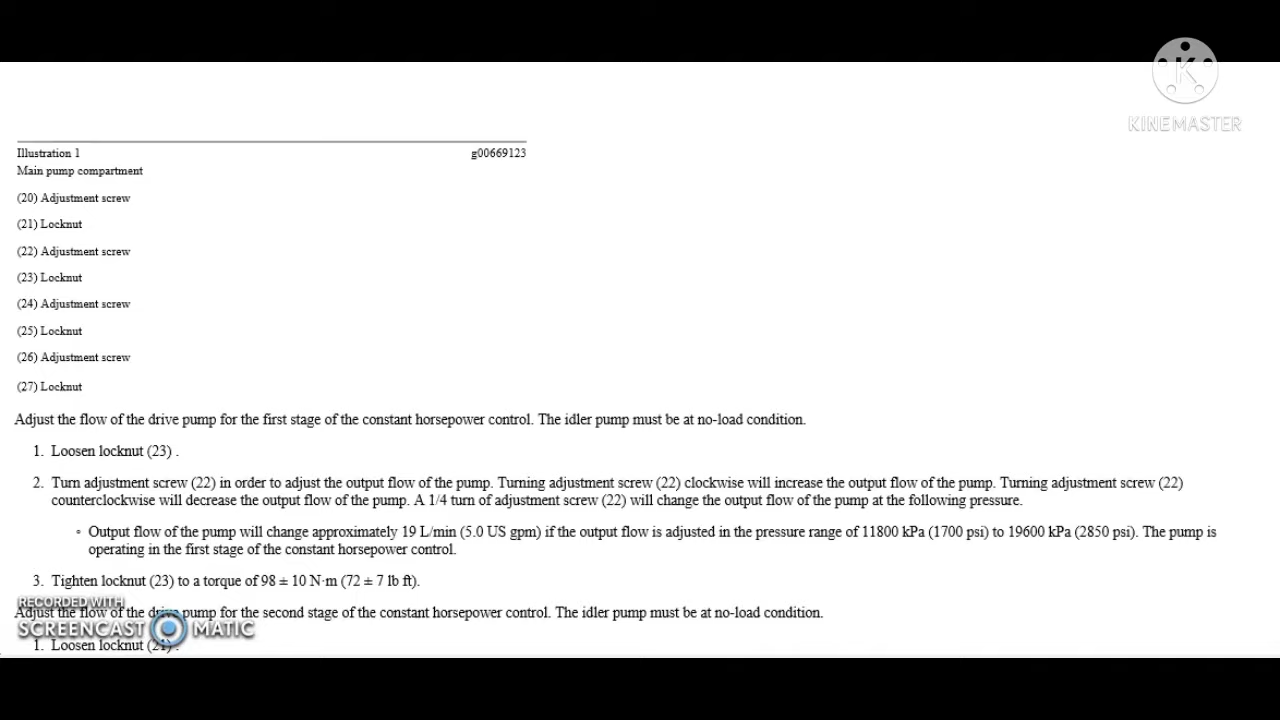 KINEMASTER
Illustration 1 g00669123
Main pump compartment
(20) Adjustment screw
(21) Locknut
(22) Adjustment screw
(23) Locknut
(24) Adjustment screw
(25) Locknut
(26) Adjustment screw
(27) Locknut
Adjust the flow of the drive pump for the first stage of the constant horsepower control. The idler pump must be at no-load condition.
1. Loosen locknut (23) .
2. Turn adjustment screw (22) in order to adjust the output flow of the pump. Turning adjustment screw (22) clockwise will increase the output flow of the pump. Turning adjustment screw (22)
counterclockwise will decrease the output flow of the pump. A 1/4 turn of adjustment screw (22) will change the output flow of the pump at the following pressure.
◦ Output flow of the pump will change approximately 19 L/min (5.0 US gpm) if the output flow is adjusted in the pressure range of 11800 kPa (1700 psi) to 19600 kPa (2850 psi). The pump is
operating in the first stage of the constant horsepower control.
3. Tighten locknut (23) to a torque of 98 ± 10 N·m (72 ± 7 lb ft).
RECORDED WITH
Adjust the flow of the drive pump for the second stage of the constant horsepower control. The idler pump must be at no-load condition.
SCREENCAST MATIC
1. Loosen locknut (21) .